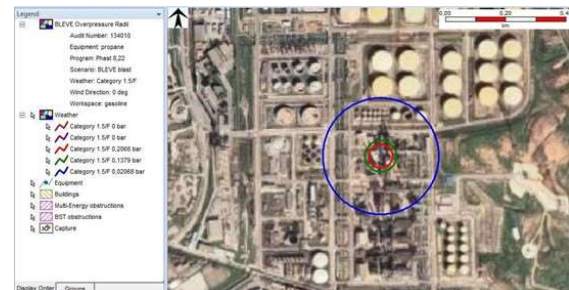 Legend
BLEVE Overpressure Radii
Audit Number: 134010
Equipment: propane
Program: Phast 8,22
Scenario: BLEVE blast
Weather: Category 1.5/F
Wind Direction: 0 deg
Workspace: gasoline
Weather
Category 1.5/F 0 bar
Category 1.5/F 0 bar
Category 1.5/F 0,2068 bar
Category 1.5/F 0,1379 bar
Category 1.5/F 0,02068 bar
Equipment
Buildings
Multi-Energy obstructions
BST obstructions
Capture
Display Order Groups
0,00 0,20 0,4
km